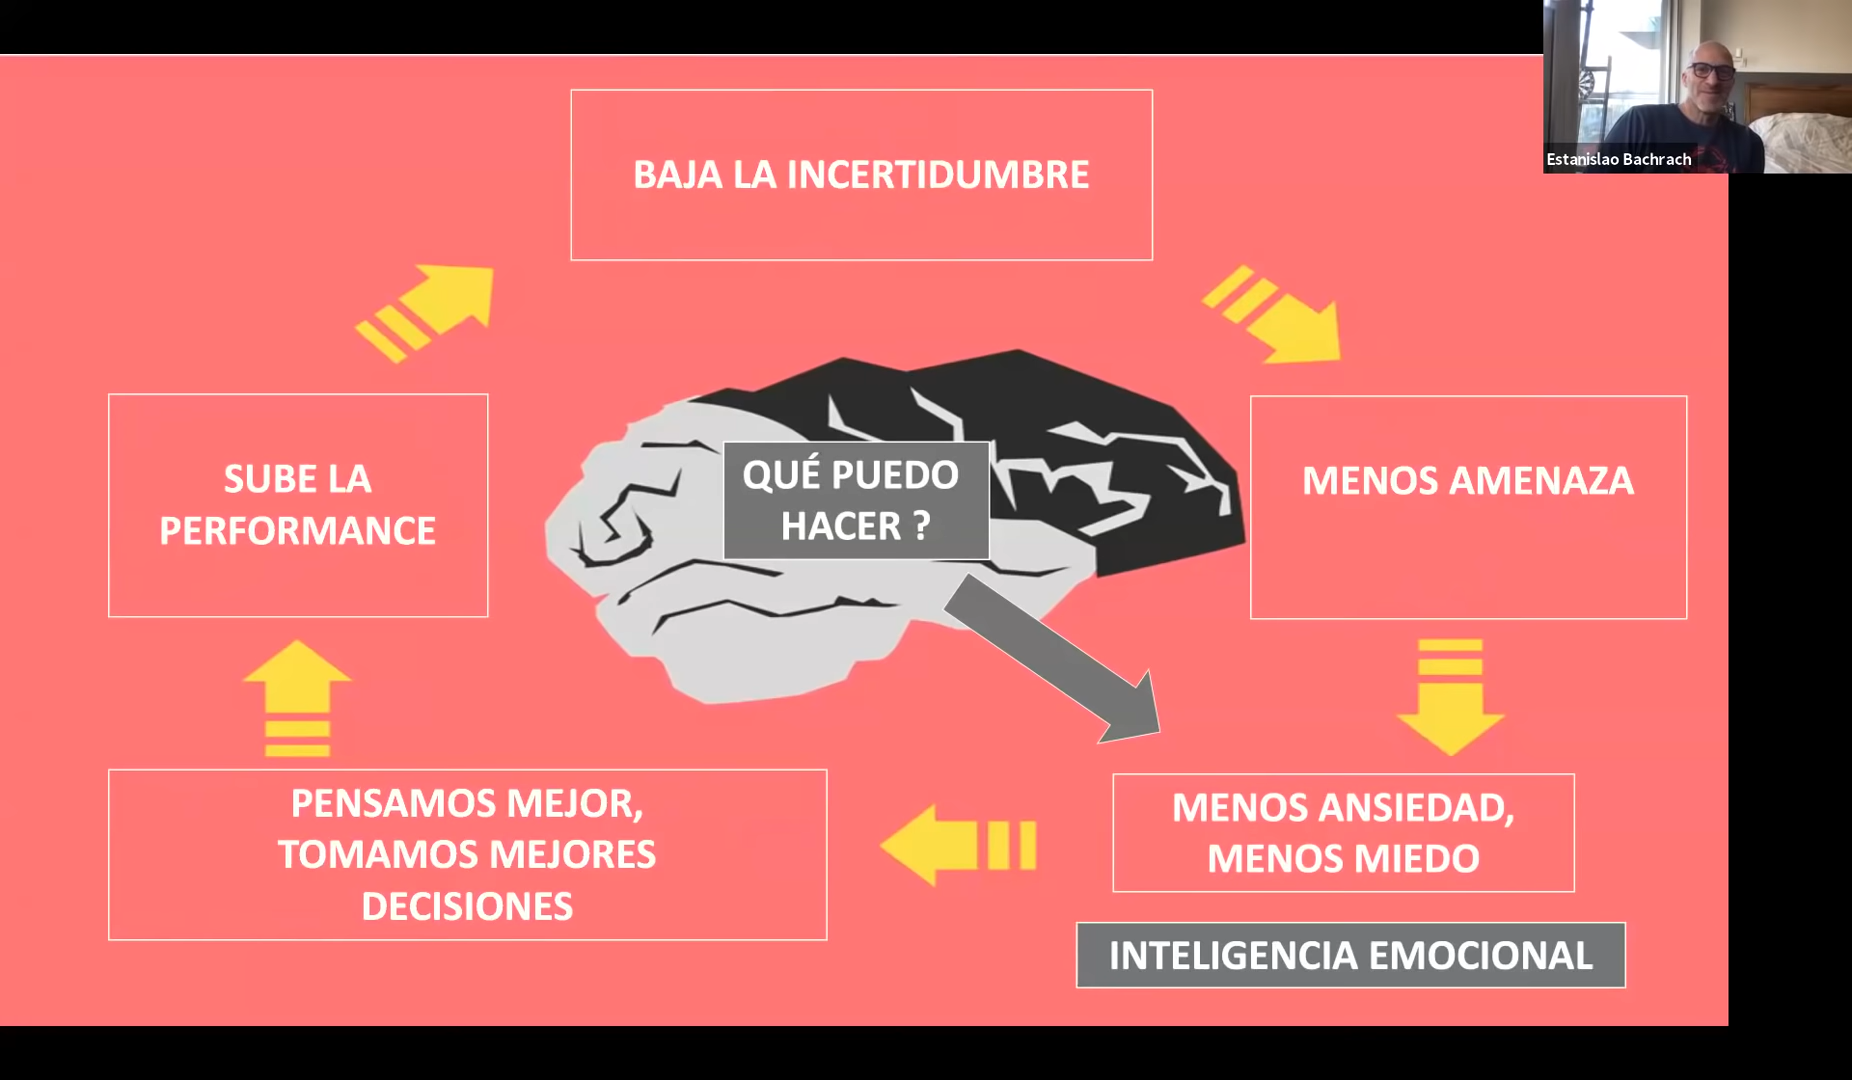 Estanislao Bachrach
BAJA LA INCERTIDUMBRE
SUBE LA
PERFORMANCE
QUÉ PUEDO
HACER ?
MENOS AMENAZA
PENSAMOS MEJOR,
TOMAMOS MEJORES
DECISIONES
MENOS ANSIEDAD,
MENOS MIEDO
INTELIGENCIA EMOCIONAL